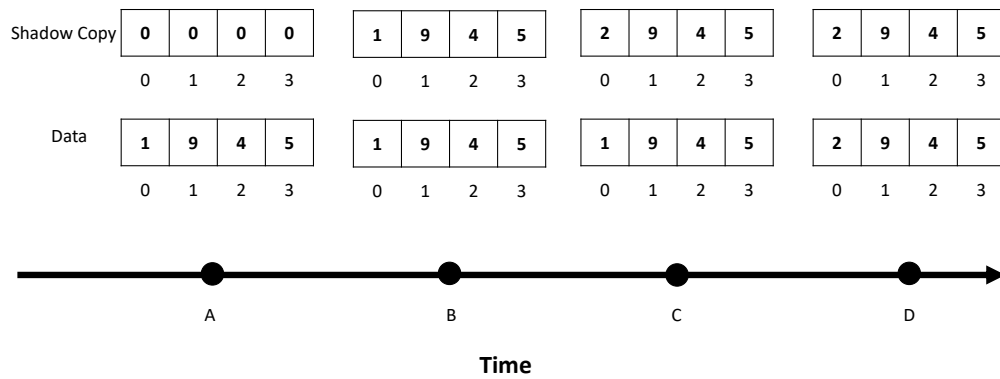 Shadow Copy 0 0 0 0 1 9 4 5 2 9 4 5 2 9 4 5
0 1 2 3 0 1 2 3 0 1 2 3 0 1 2 3
Data 1 9 4 5 1 9 4 5 1 9 4 5 2 9 4 5
0 1 2 3 0 1 2 3 0 1 2 3 0 1 2 3
A B C D
Time